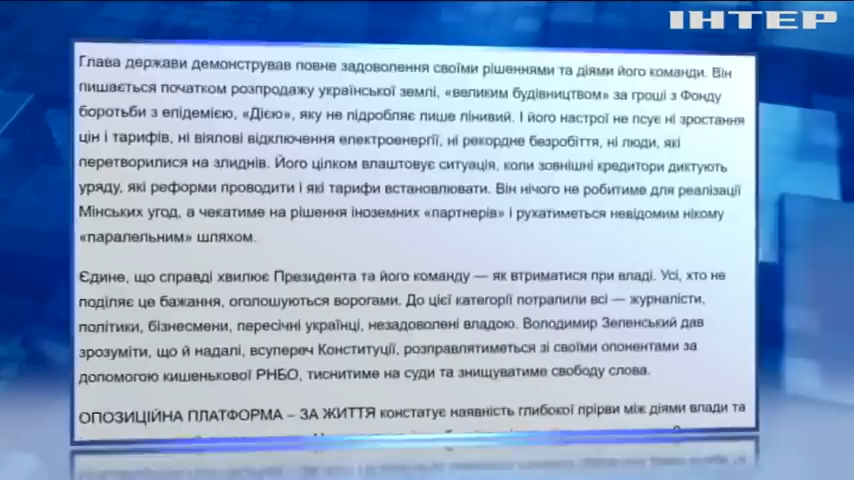 ІНТЕР
Глава держави демонстрував повне задоволення своїми рішеннями та діями його команди. Він
пишається початком розпродажу української землі, «великим будівництвом» за гроші з Фонду
боротьби з епідемією, «Дією», яку не підробляє лише лінивий. І його настрої не псує ні зростання
цін і тарифів, ні віялові відключення електроенергії, ні рекордне безробіття, ні люди, які
перетворилися на злиднів. Його цілком влаштовує ситуація, коли зовнішні кредитори диктують
уряду, які реформи проводити і які тарифи встановлювати. Він нічого не робитиме для реалізації
Мінських угод, а чекатиме на рішення іноземних «партнерів» і рухатиметься невідомим нікому
«паралельним» шляхом.
Єдине, що справді хвилює Президента та його команду — як втриматися при владі. Усі, хто не
поділяє це бажання, оголошуються ворогами. До цієї категорії потрапили всі — журналісти,
політики, бізнесмени, пересічні українці, незадоволені владою. Володимир Зеленський дав
зрозуміти, що й надалі, всупереч Конституції, розправлятиметься зі своїми опонентами за
допомогою кишенькової РНБО, тиснитиме на суди та знищуватиме свободу слова.
ОПОЗИЦІЙНА ПЛАТФОРМА – ЗА ЖИТТЯ констатує наявність глибокої прірви між діями влади та